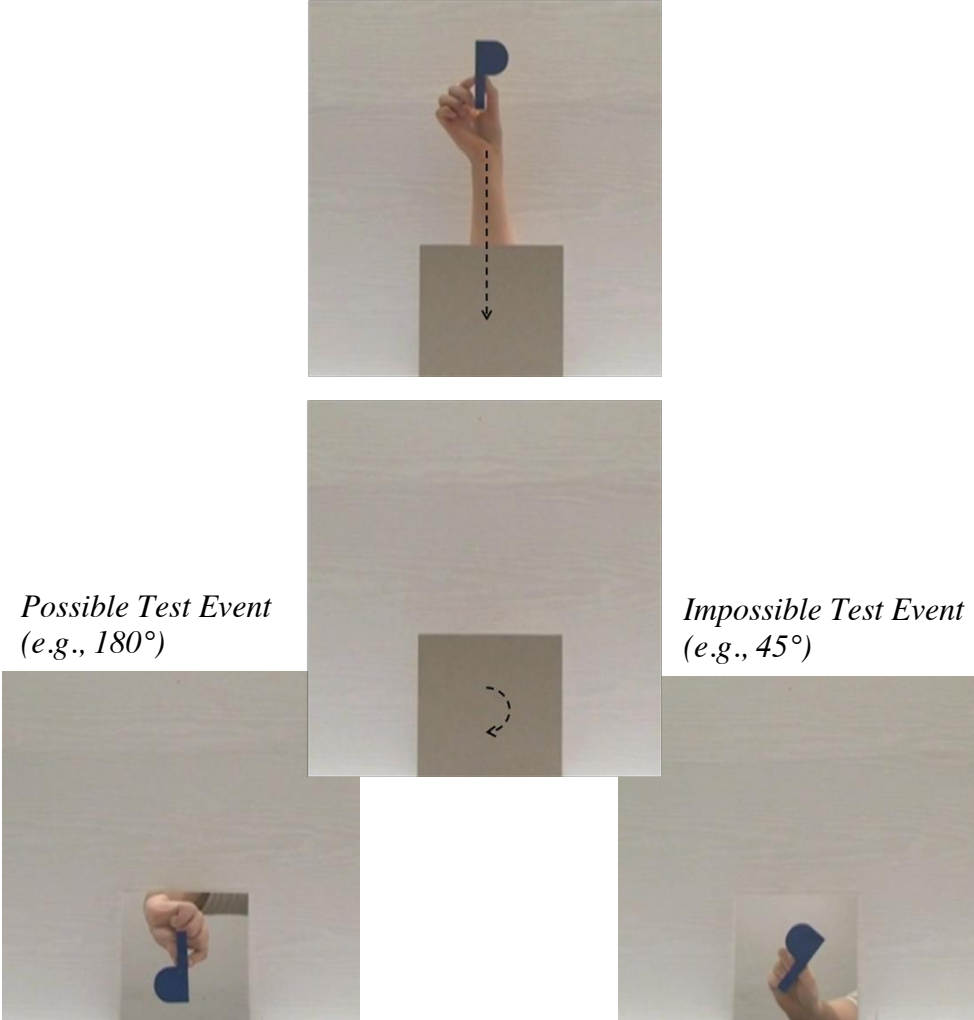 Possible Test Event
(e.g., 180°)
Impossible Test Event
(e.g., 45°)